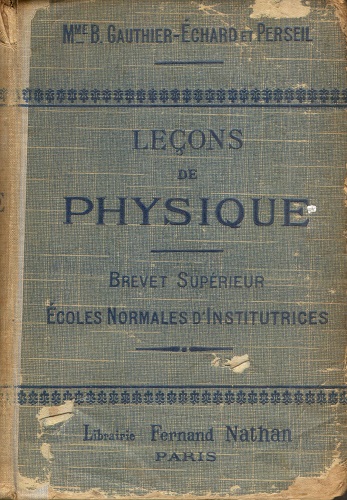 MME B. GAUTHIER-ÉCHARD ET PERSEIL
LEÇONS
DE
PHYSIQUE
BREVET SUPÉRIEUR
ÉCOLES NORMALES D'INSTITUTRICES
Librairie Fernand Nathan
PARIS